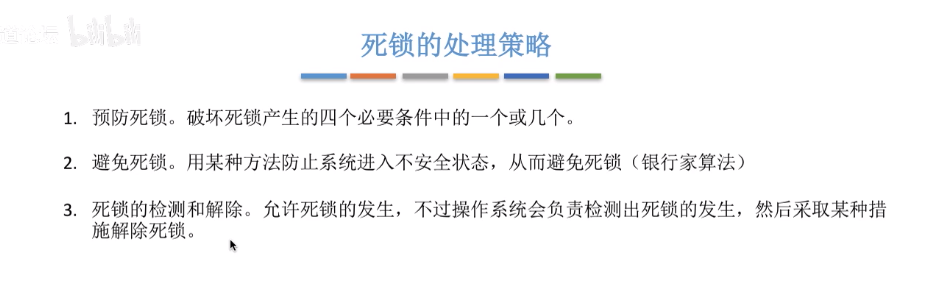 死锁的处理策略
1. 预防死锁。破坏死锁产生的四个必要条件中的一个或几个。
2. 避免死锁。用某种方法防止系统进入不安全状态，从而避免死锁（银行家算法）
3. 死锁的检测和解除。允许死锁的发生，不过操作系统会负责检测出死锁的发生，然后采取某种措
施解除死锁。